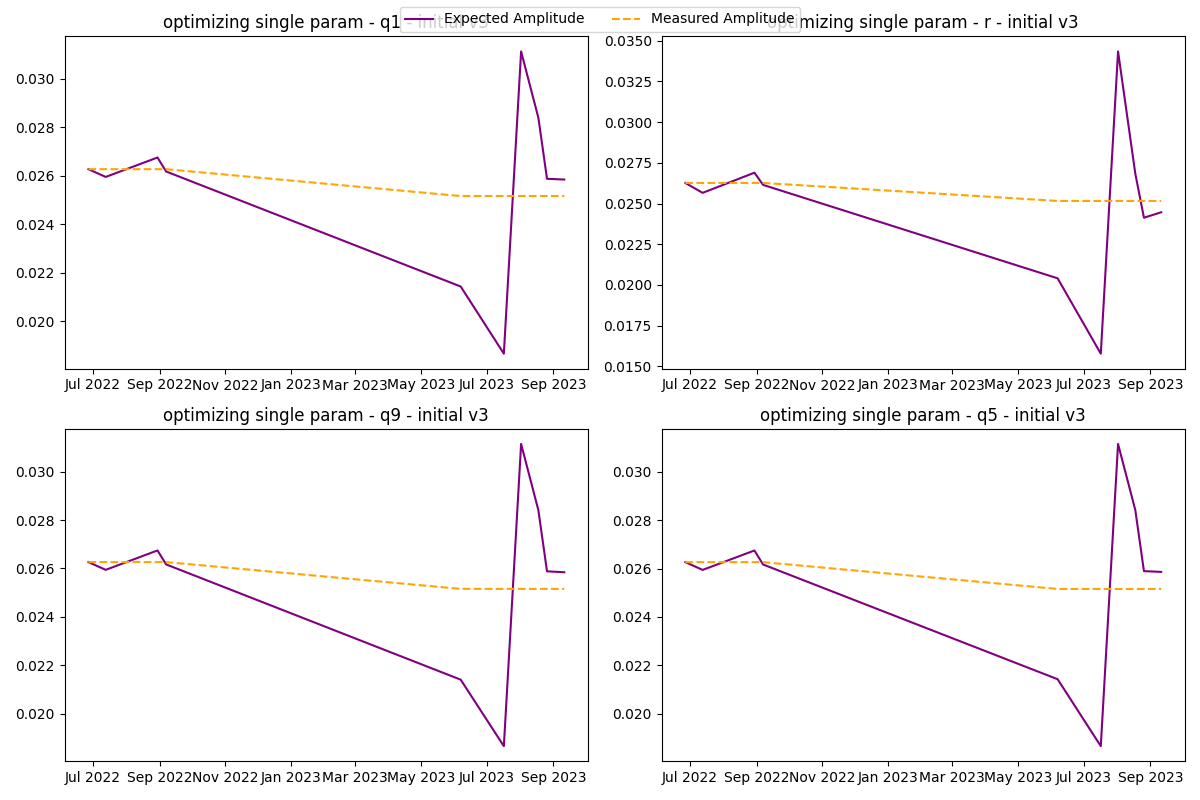 optimizing single param - q1 - initial v3
Expected Amplitude
Measured Amplitude
optimizing single param - r - initial v3
0.030
0.028
0.026
0.024
0.022
0.020
Jul 2022 Sep 2022 Nov 2022 Jan 2023 Mar 2023 May 2023 Jul 2023 Sep 2023
0.0350
0.0325
0.0300
0.0275
0.0250
0.0225
0.0200
0.0175
0.0150
Jul 2022 Sep 2022 Nov 2022 Jan 2023 Mar 2023 May 2023 Jul 2023 Sep 2023
optimizing single param - q9 - initial v3
0.030
0.028
0.026
0.024
0.022
0.020
Jul 2022 Sep 2022 Nov 2022 Jan 2023 Mar 2023 May 2023 Jul 2023 Sep 2023
optimizing single param - q5 - initial v3
0.030
0.028
0.026
0.024
0.022
0.020
Jul 2022 Sep 2022 Nov 2022 Jan 2023 Mar 2023 May 2023 Jul 2023 Sep 2023